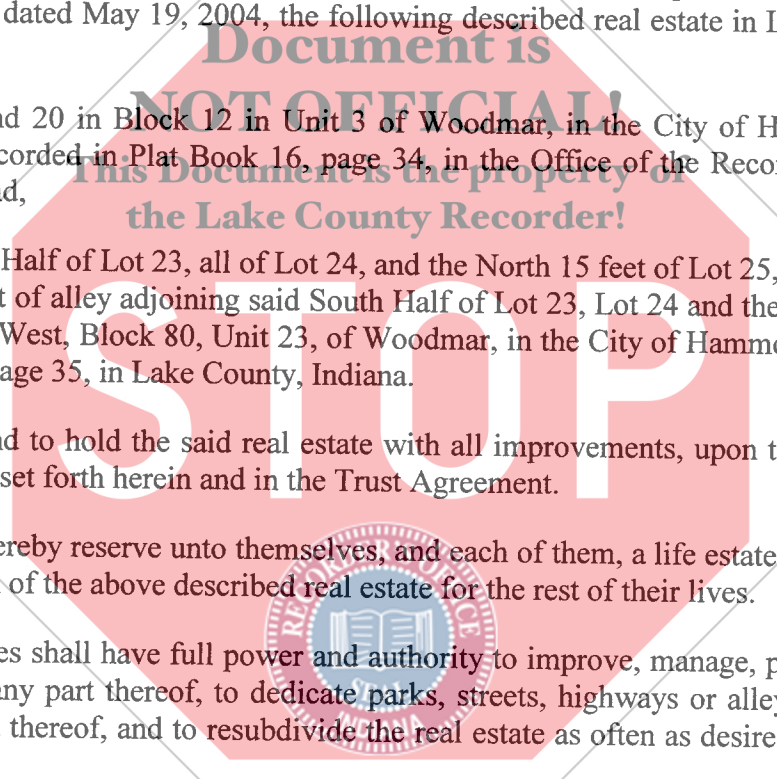 dated May 19, 2004, the following described real estate in L
Document is
NOT OFFICIAL!
d 20 in Block 12 in Unit 3 of Woodmar, in the City of H
corded in Plat Book 16, page 34, in the Office of the Reco
This Document is the property of
d,
the Lake County Recorder!
Half of Lot 23, all of Lot 24, and the North 15 feet of Lot 25,
t of alley adjoining said South Half of Lot 23, Lot 24 and the
West, Block 80, Unit 23, of Woodmar, in the City of Hammo
age 35, in Lake County, Indiana.
STOP
d to hold the said real estate with all improvements, upon t
set forth herein and in the Trust Agreement.
ereby reserve unto themselves, and each of them, a life estate
of the above described real estate for the rest of their lives.
RECORDER'S OFFICE
es shall have full power and authority to improve, manage, p
any part thereof, to dedicate parks, streets, highways or alley
SEAL
INDIANA
thereof, and to resubdivide the real estate as often as desire